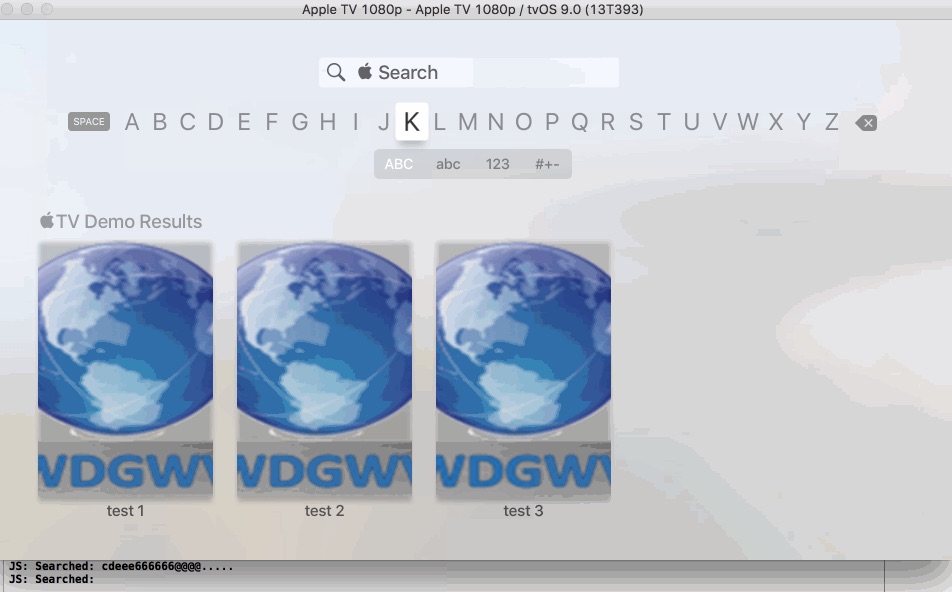 Apple TV 1080p - Apple TV 1080p / tvOS 9.0 (13T393)
Search
SPACE A B C D E F G H I J K L M N O P Q R S T U V W X Y Z
ABC abc 123 #+-
TV Demo Results
WDGWV WDGWV WDGWV
test 1 test 2 test 3
JS: Searched: cdeee666666@@@@.....
JS: Searched: